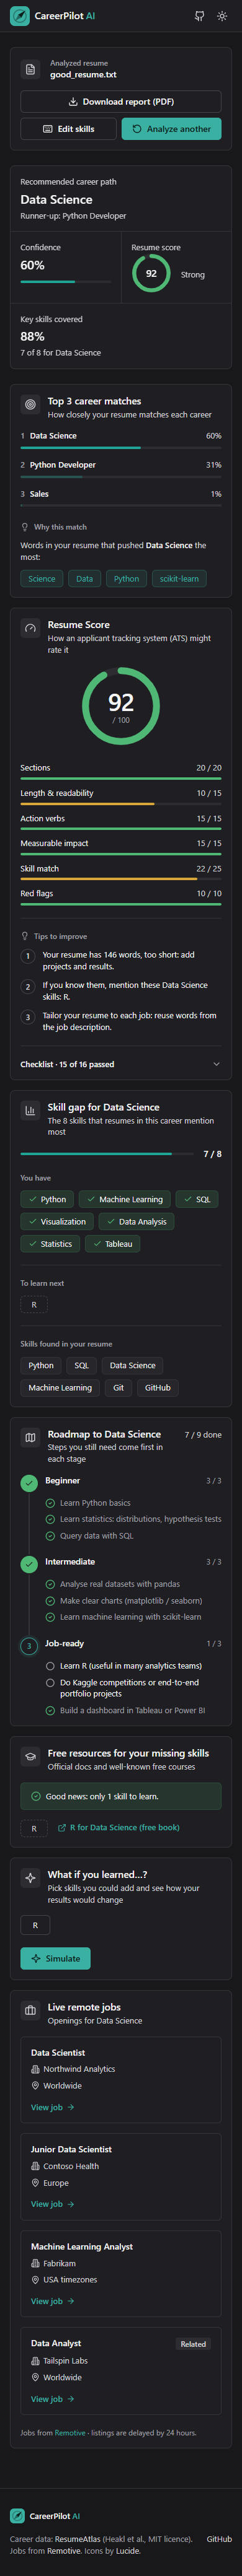 CareerPilot AI
Analyzed resume
good_resume.txt
Download report (PDF)
Edit skills
Analyze another
Recommended career path
Data Science
Runner-up: Python Developer
Confidence
60%
Resume score
92
Strong
Key skills covered
88%
7 of 8 for Data Science
Top 3 career matches
How closely your resume matches each career
1 Data Science 60%
2 Python Developer 31%
3 Sales 1%
Why this match
Words in your resume that pushed Data Science the
most:
Science Data Python scikit-learn
Resume Score
How an applicant tracking system (ATS) might
rate it
92
/ 100
Sections 20 / 20
Length & readability 10 / 15
Action verbs 15 / 15
Measurable impact 15 / 15
Skill match 22 / 25
Red flags 10 / 10
Tips to improve
1 Your resume has 146 words, too short: add
projects and results.
2 If you know them, mention these Data Science
skills: R.
3 Tailor your resume to each job: reuse words from
the job description.
Checklist · 15 of 16 passed
Skill gap for Data Science
The 8 skills that resumes in this career mention
most
7 / 8
You have
Python Machine Learning SQL
Visualization Data Analysis
Statistics Tableau
To learn next
R
Skills found in your resume
Python SQL Data Science
Machine Learning Git GitHub
Roadmap to Data Science 7 / 9 done
Steps you still need come first in
each stage
Beginner 3 / 3
Learn Python basics
Learn statistics: distributions, hypothesis tests
Query data with SQL
Intermediate 3 / 3
Analyse real datasets with pandas
Make clear charts (matplotlib / seaborn)
Learn machine learning with scikit-learn
3 Job-ready 1 / 3
Learn R (useful in many analytics teams)
Do Kaggle competitions or end-to-end
portfolio projects
Build a dashboard in Tableau or Power BI
Free resources for your missing skills
Official docs and well-known free courses
Good news: only 1 skill to learn.
R R for Data Science (free book)
What if you learned...?
Pick skills you could add and see how your
results would change
R
Simulate
Live remote jobs
Openings for Data Science
Data Scientist
Northwind Analytics
Worldwide
View job
Junior Data Scientist
Contoso Health
Europe
View job
Machine Learning Analyst
Fabrikam
USA timezones
View job
Data Analyst Related
Tailspin Labs
Worldwide
View job
Jobs from Remotive · listings are delayed by 24 hours.
CareerPilot AI
Career data: ResumeAtlas (Heakl et al., MIT licence). GitHub
Jobs from Remotive. Icons by Lucide.